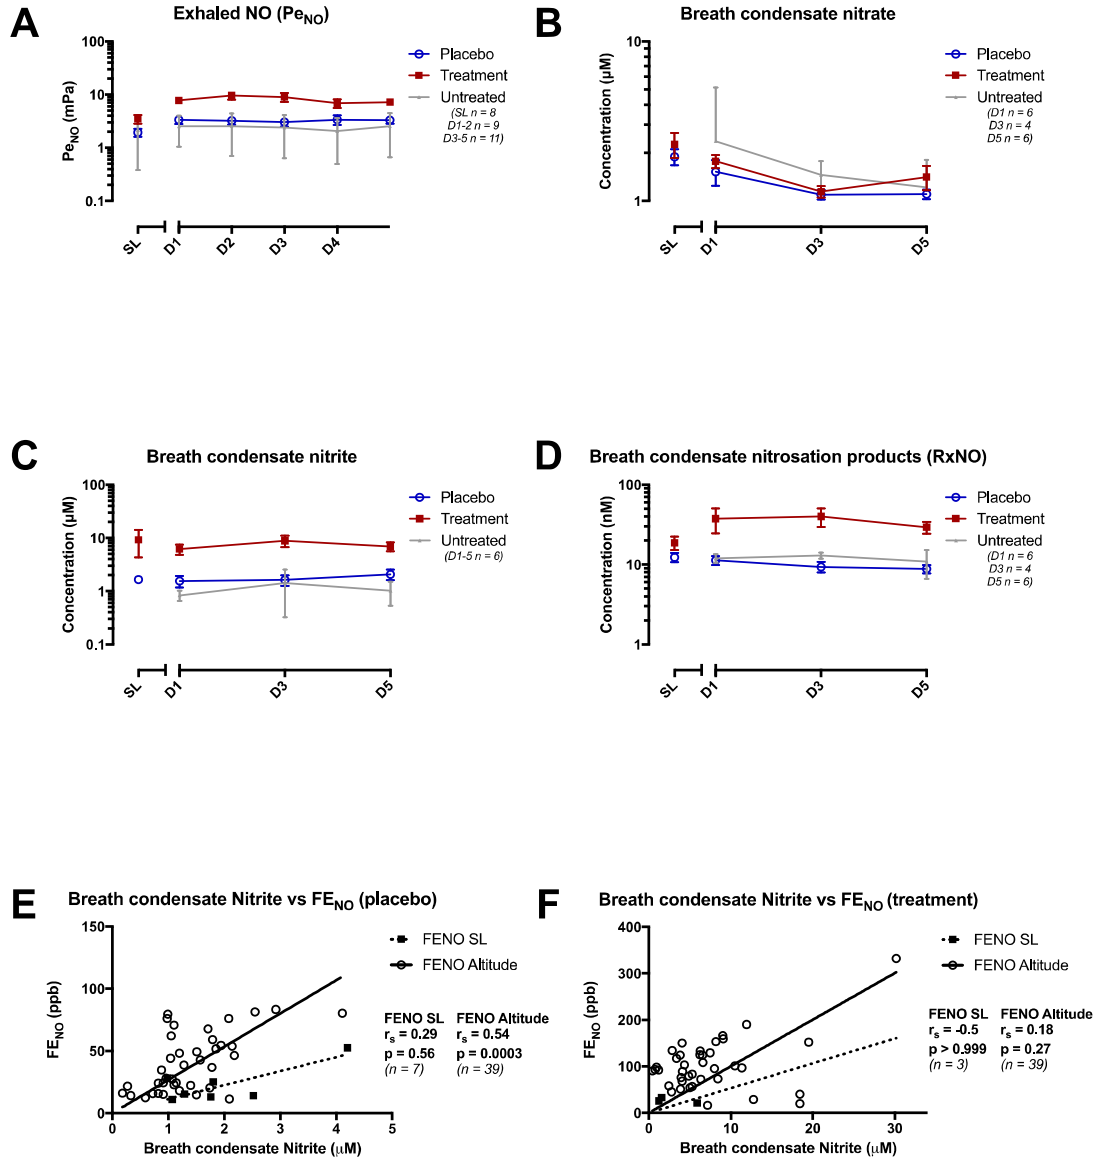 A
Exhaled NO (PeNO)
PeNO (mPa)
100
10
1
0.1
SL
D1
D2
D3
D4
Placebo
Treatment
Untreated
(SL n = 8
D1-2 n = 9
D3-5 n = 11)
B
Breath condensate nitrate
Concentration (µM)
10
1
SL
D1
D3
D5
Placebo
Treatment
Untreated
(D1 n = 6
D3 n = 4
D5 n = 6)
C
Breath condensate nitrite
Concentration (µM)
100
10
1
0.1
SL
D1
D3
D5
Placebo
Treatment
Untreated
(D1-5 n = 6)
D
Breath condensate nitrosation products (RxNO)
Concentration (nM)
100
10
1
SL
D1
D3
D5
Placebo
Treatment
Untreated
(D1 n = 6
D3 n = 4
D5 n = 6)
E
Breath condensate Nitrite vs FENO (placebo)
FENO (ppb)
150
100
50
0
0 1 2 3 4 5
Breath condensate Nitrite (µM)
FENO SL
FENO Altitude
FENO SL FENO Altitude
rs = 0.29 rs = 0.54
p = 0.56 p = 0.0003
(n = 7) (n = 39)
F
Breath condensate Nitrite vs FENO (treatment)
FENO (ppb)
400
300
200
100
0
0 10 20 30
Breath condensate Nitrite (µM)
FENO SL
FENO Altitude
FENO SL FENO Altitude
rs = -0.5 rs = 0.18
p > 0.999 p = 0.27
(n = 3) (n = 39)